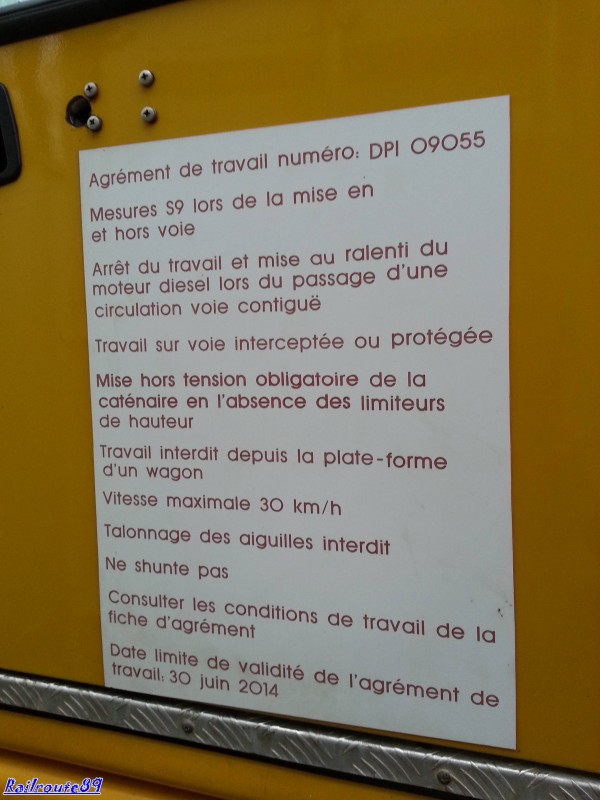 Agrément de travail numéro: DPI 09055
Mesures S9 lors de la mise en
et hors voie
Arrêt du travail et mise au ralenti du
moteur diesel lors du passage d'une
circulation voie contiguë
Travail sur voie interceptée ou protégée
Mise hors tension obligatoire de la
caténaire en l'absence des limiteurs
de hauteur
Travail interdit depuis la plate-forme
d'un wagon
Vitesse maximale 30 km/h
Talonnage des aiguilles interdit
Ne shunte pas
Consulter les conditions de travail de la
fiche d'agrément
Date limite de validité de l'agrément de
travail: 30 juin 2014
Railroute89